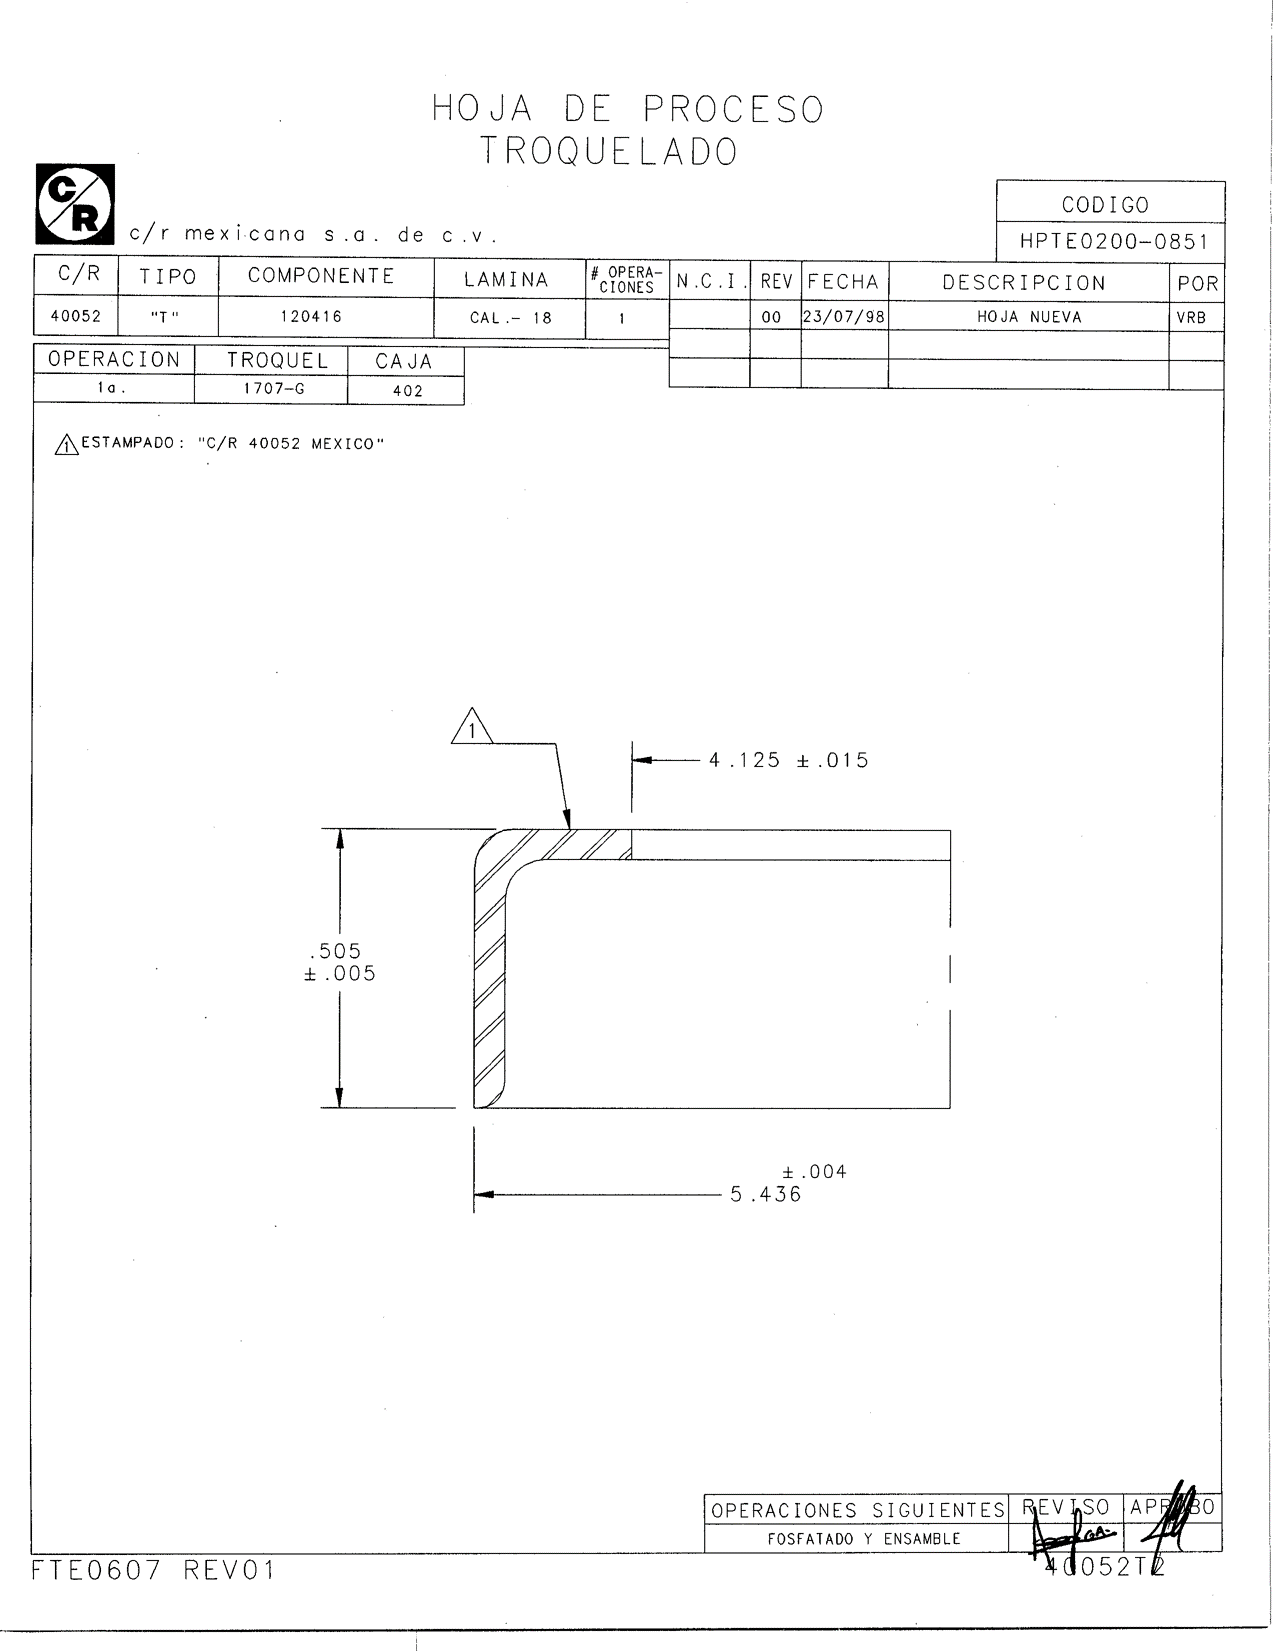 HOJA DE PROCESO
TROQUELADO
C/R
c/r mexicana s.a. de c.v.
CODIGO
HPTE0200-0851
C/R TIPO COMPONENTE LAMINA # OPERA-CIONES N.C.I. REV FECHA DESCRIPCION POR
40052 "T" 120416 CAL.- 18 1 00 23/07/98 HOJA NUEVA VRB
OPERACION TROQUEL CAJA
1a. 1707-G 402
1 ESTAMPADO: "C/R 40052 MEXICO"
1
4.125 ±.015
.505
±.005
±.004
5.436
OPERACIONES SIGUIENTES REVISO APROBO
FOSFATADO Y ENSAMBLE
FTE0607 REV01
40052T2